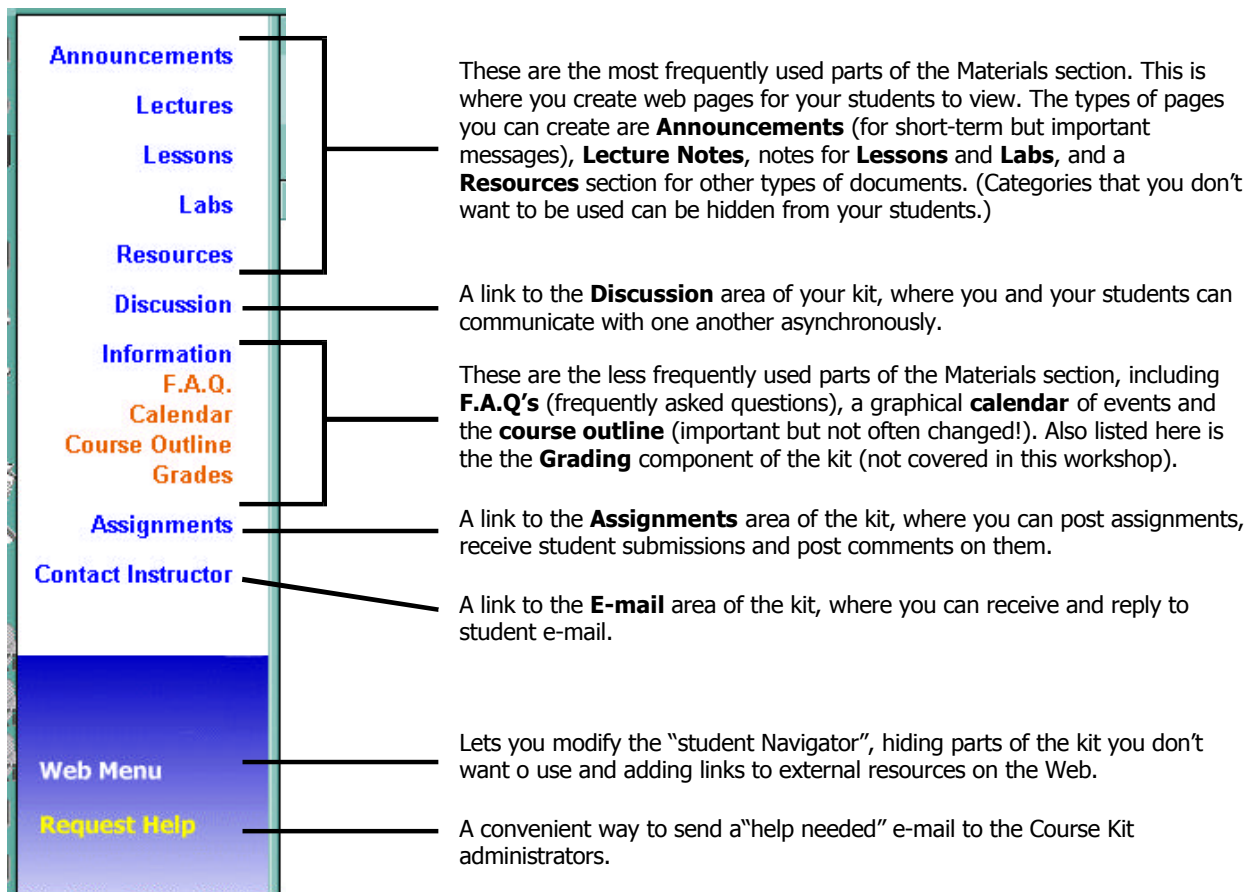 Announcements
Lectures
Lessons
Labs
Resources
Discussion
Information
F.A.Q.
Calendar
Course Outline
Grades
Assignments
Contact Instructor
Web Menu
Request Help
These are the most frequently used parts of the Materials section. This is
where you create web pages for your students to view. The types of pages
you can create are Announcements (for short-term but important
messages), Lecture Notes, notes for Lessons and Labs, and a
Resources section for other types of documents. (Categories that you don’t
want to be used can be hidden from your students.)
A link to the Discussion area of your kit, where you and your students can
communicate with one another asynchronously.
These are the less frequently used parts of the Materials section, including
F.A.Q’s (frequently asked questions), a graphical calendar of events and
the course outline (important but not often changed!). Also listed here is
the the Grading component of the kit (not covered in this workshop).
A link to the Assignments area of the kit, where you can post assignments,
receive student submissions and post comments on them.
A link to the E-mail area of the kit, where you can receive and reply to
student e-mail.
Lets you modify the “student Navigator”, hiding parts of the kit you don’t
want o use and adding links to external resources on the Web.
A convenient way to send a“help needed” e-mail to the Course Kit
administrators.